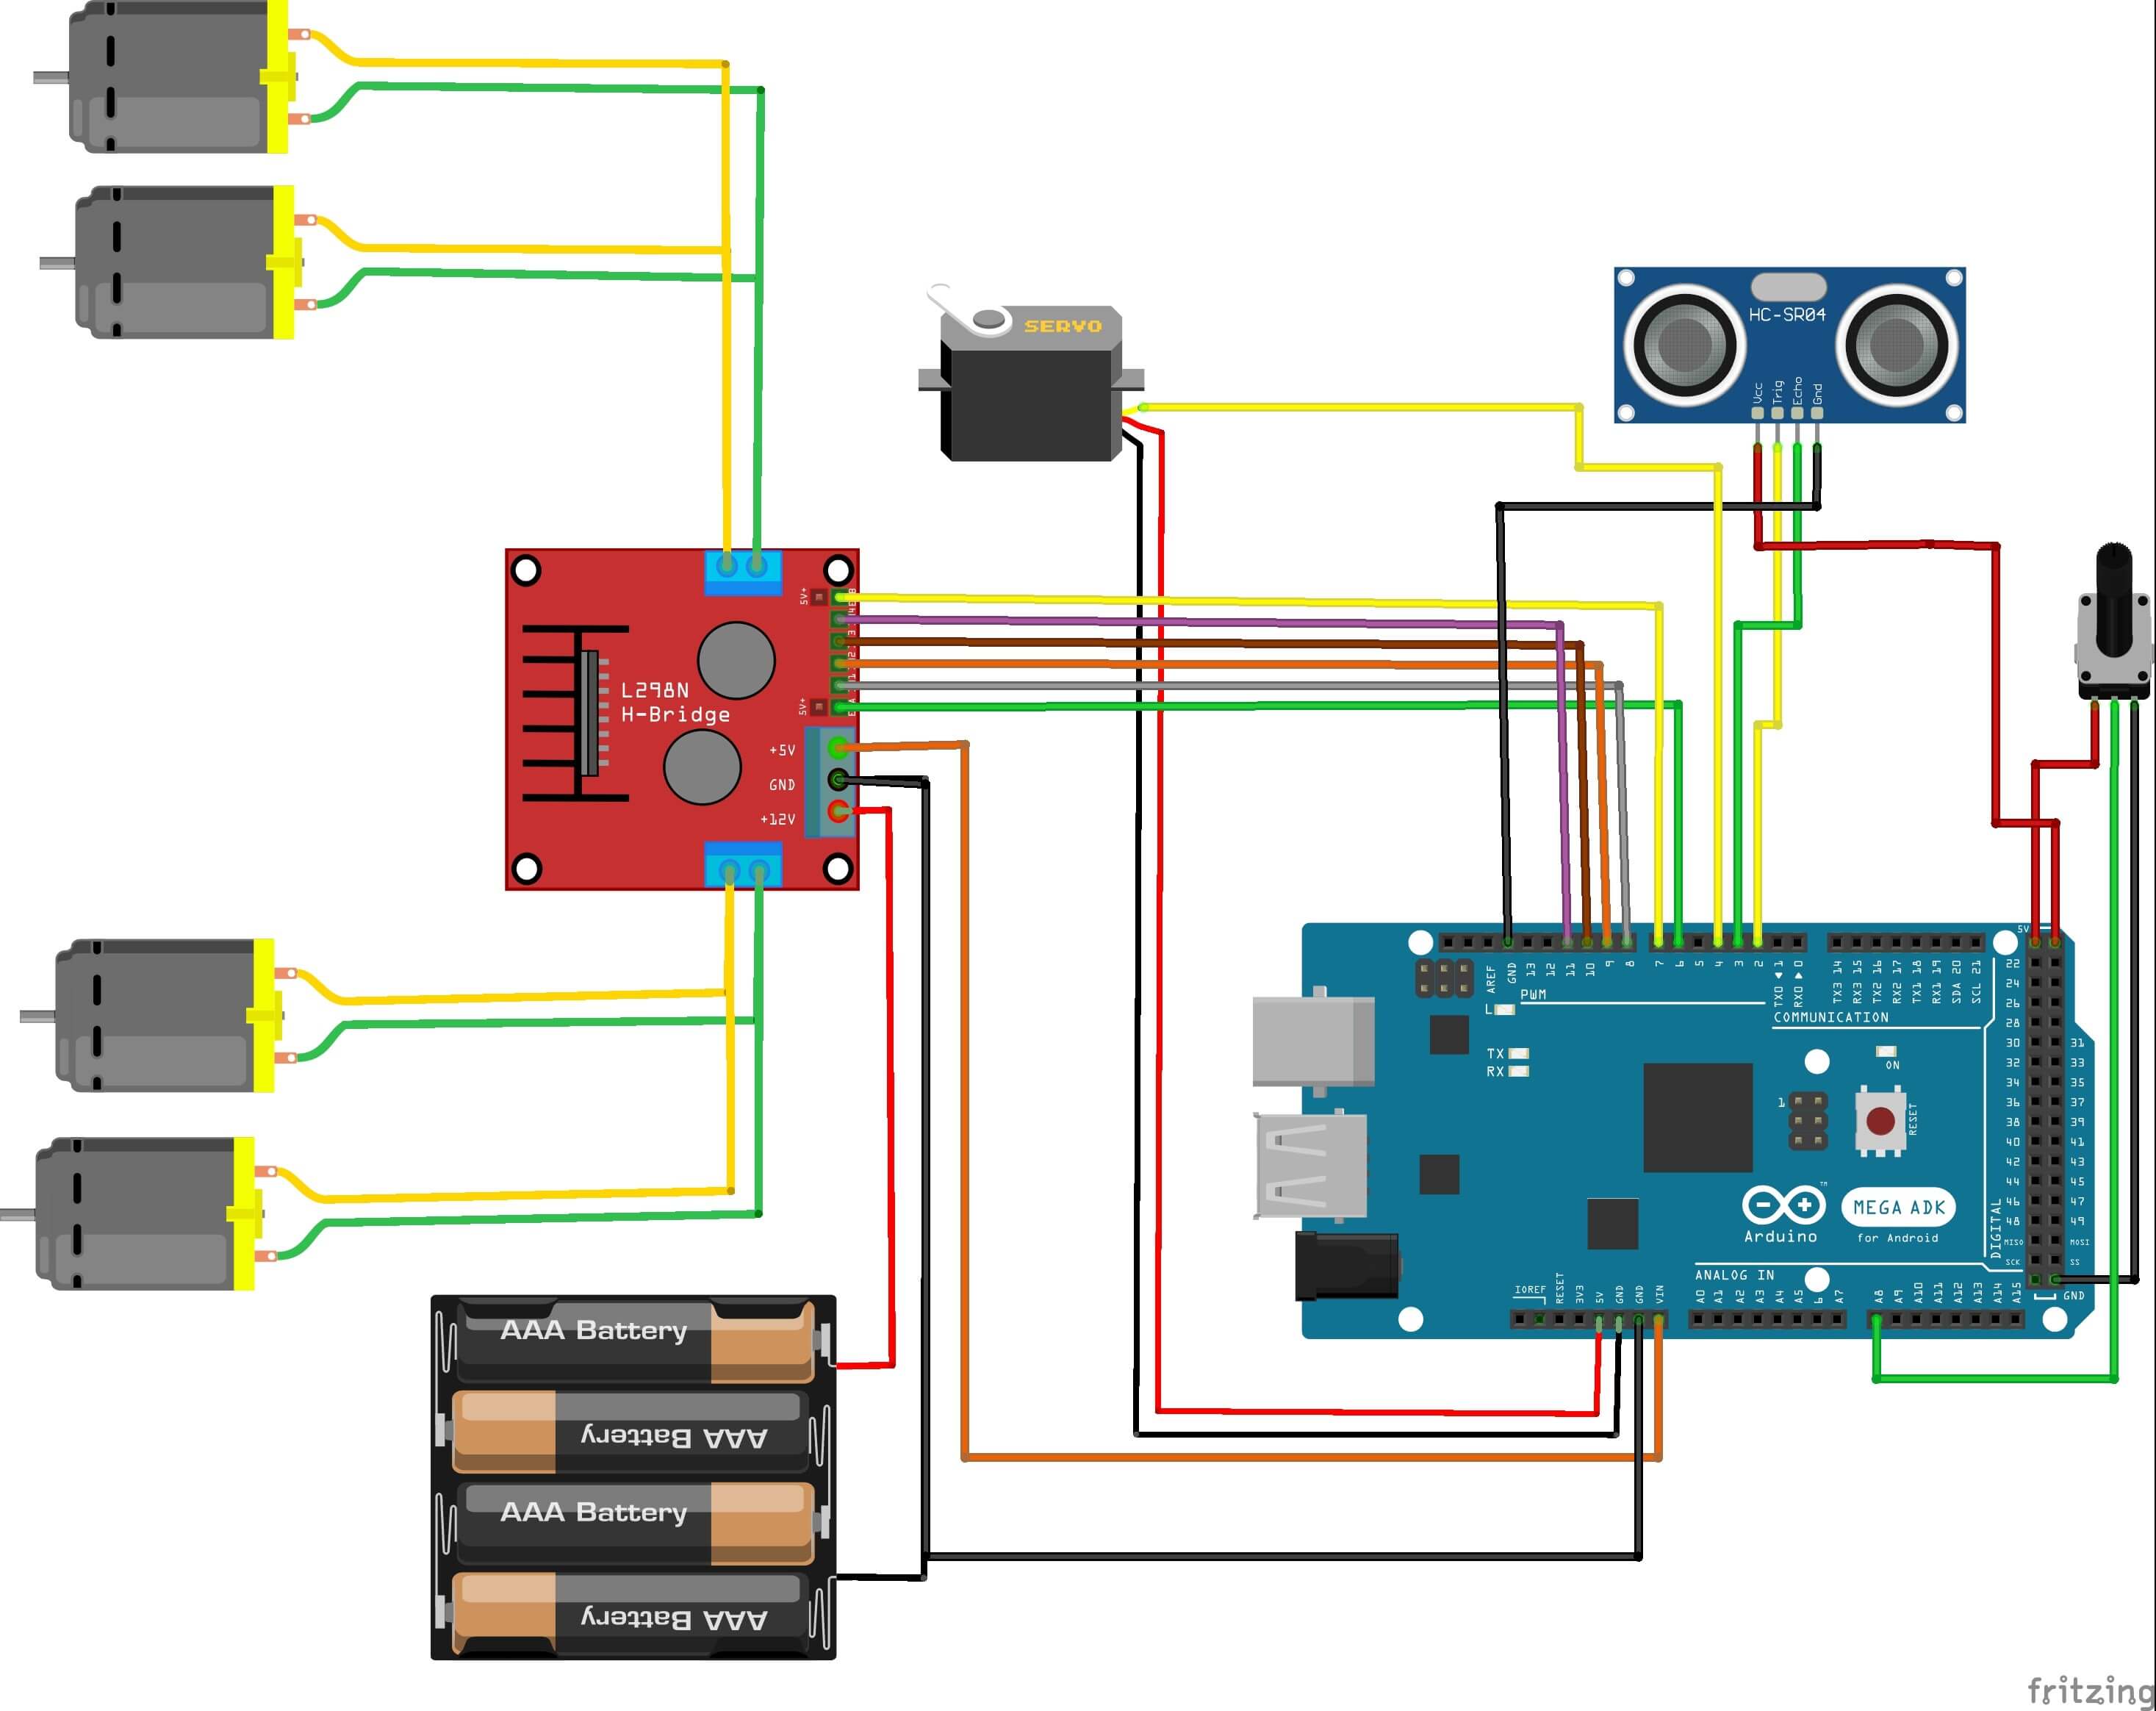 SERVO
HC-SR04
Vcc
Trig
Echo
Gnd
5V+
L298N
H-Bridge
5V+
+5V
GND
+12V
AREF
GND
13
12
11
10
9
8
7
6
5
4
3
2
TX0 1
RX0 0
TX3 14
RX3 15
TX2 16
RX2 17
TX1 18
RX1 19
SDA 20
SCL 21
5V
L
PWM
COMMUNICATION
TX
RX
ON
1
RESET
22
24
26
28
30
32
34
36
38
40
42
44
46
48
MISO
SCK
31
33
35
37
39
41
43
45
47
49
MOSI
SS
GND
DIGITAL
Arduino
TM
MEGA ADK
for Android
ANALOG IN
IOREF
RESET
3V3
5V
GND
GND
VIN
A0
A1
A2
A3
A4
A5
6
A7
A8
A9
A10
A11
A12
A13
A14
A15
AAA Battery
AAA Battery
AAA Battery
AAA Battery
fritzing